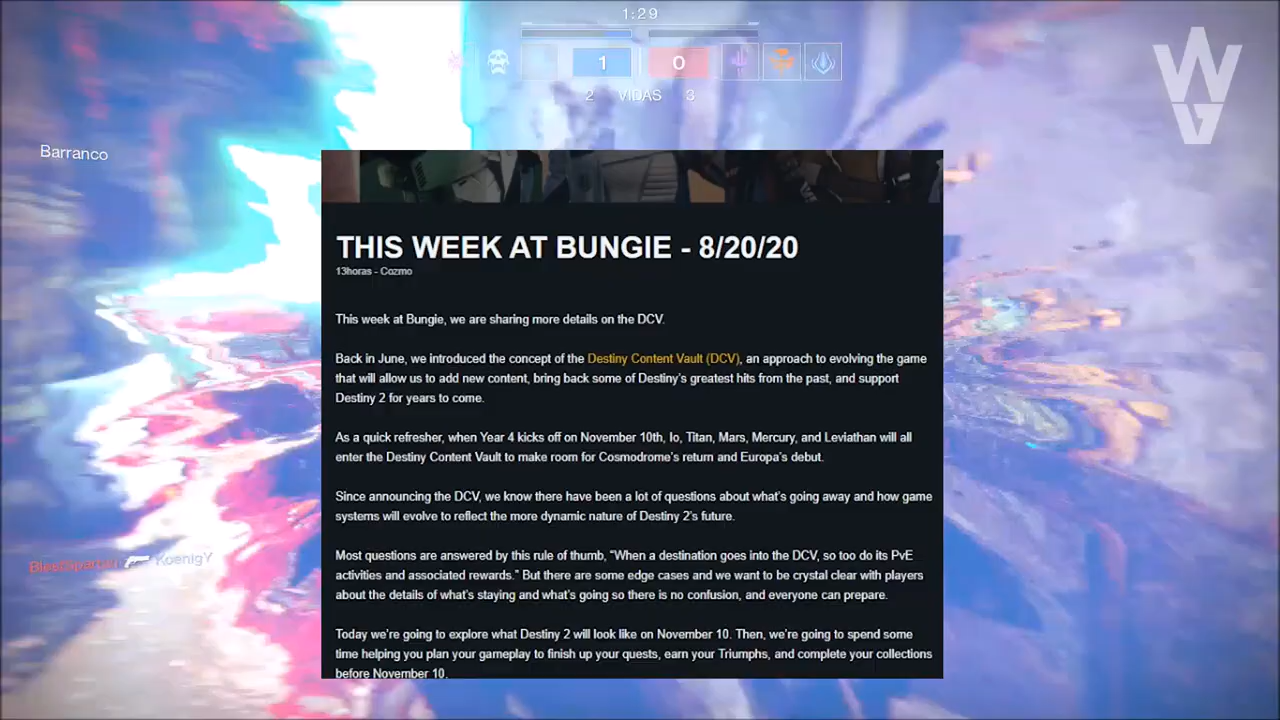 1:29
1 0
2 VIDAS 3
WG
Barranco
THIS WEEK AT BUNGIE - 8/20/20
13horas - Cozmo
This week at Bungie, we are sharing more details on the DCV.
Back in June, we introduced the concept of the Destiny Content Vault (DCV), an approach to evolving the game
that will allow us to add new content, bring back some of Destiny's greatest hits from the past, and support
Destiny 2 for years to come.
As a quick refresher, when Year 4 kicks off on November 10th, Io, Titan, Mars, Mercury, and Leviathan will all
enter the Destiny Content Vault to make room for Cosmodrome's return and Europa's debut.
Since announcing the DCV, we know there have been a lot of questions about what's going away and how game
systems will evolve to reflect the more dynamic nature of Destiny 2's future.
Most questions are answered by this rule of thumb, "When a destination goes into the DCV, so too do its PvE
activities and associated rewards." But there are some edge cases and we want to be crystal clear with players
about the details of what's staying and what's going so there is no confusion, and everyone can prepare.
Today we're going to explore what Destiny 2 will look like on November 10. Then, we're going to spend some
time helping you plan your gameplay to finish up your quests, earn your Triumphs, and complete your collections
before November 10.
KoenigY